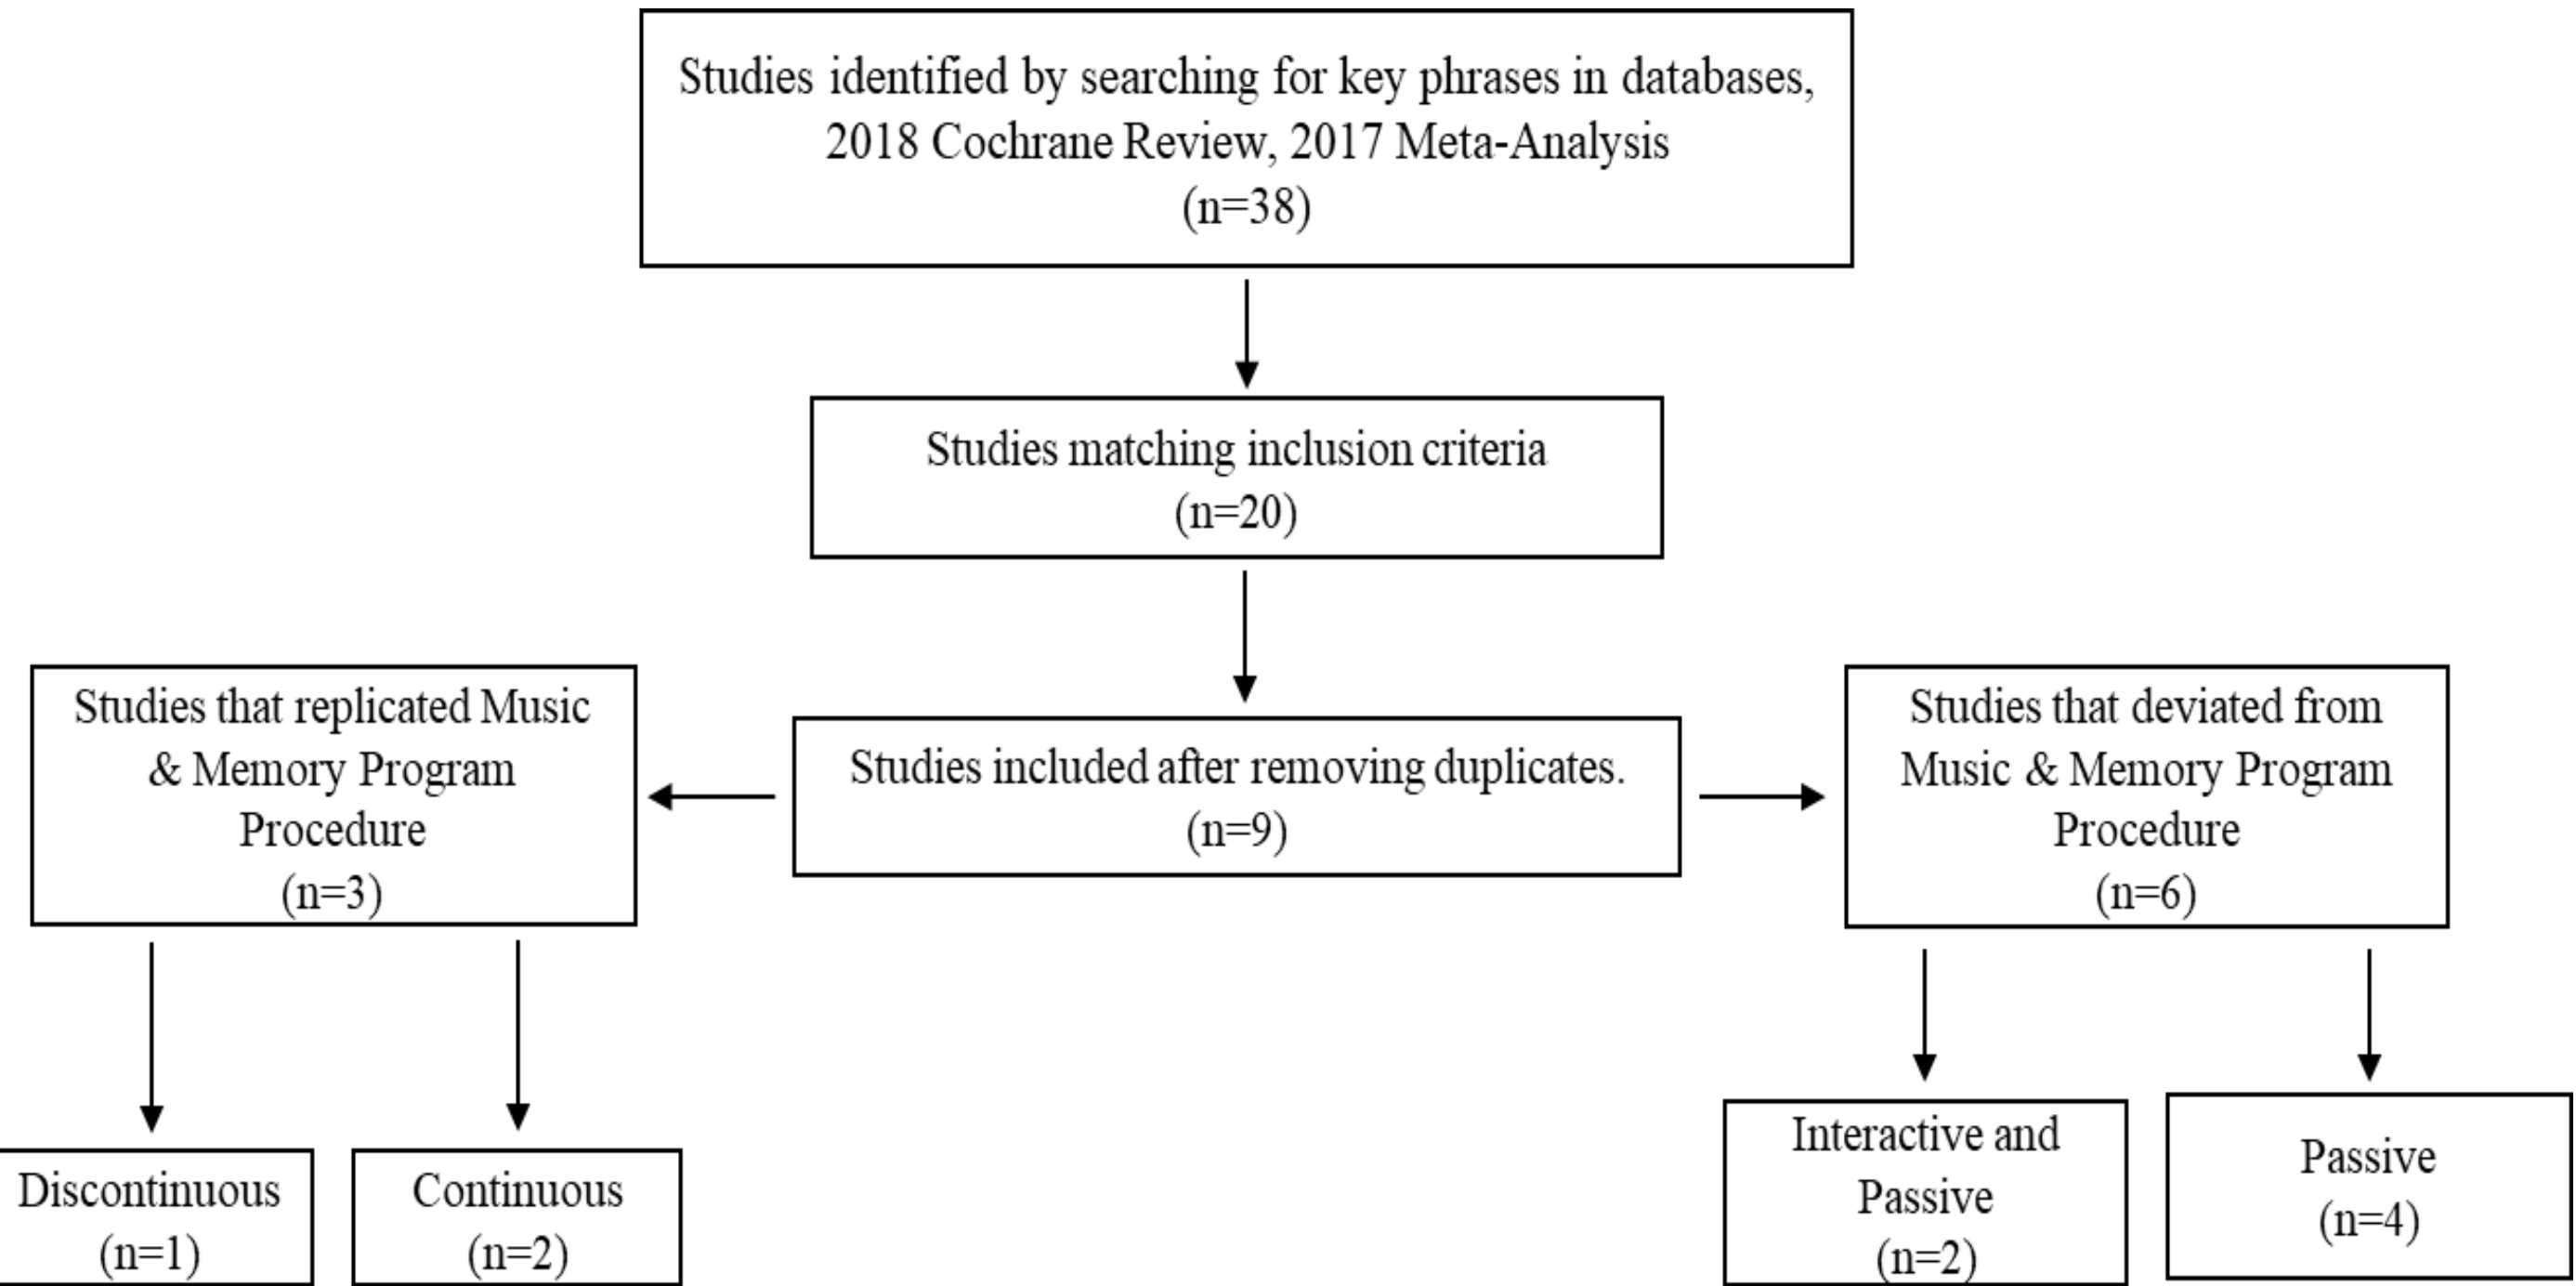 Studies identified by searching for key phrases in databases,
2018 Cochrane Review, 2017 Meta-Analysis
(n=38)
Studies matching inclusion criteria
(n=20)
Studies that replicated Music
& Memory Program
Procedure
(n=3)
Studies included after removing duplicates.
(n=9)
Studies that deviated from
Music & Memory Program
Procedure
(n=6)
Discontinuous
(n=1)
Continuous
(n=2)
Interactive and
Passive
(n=2)
Passive
(n=4)